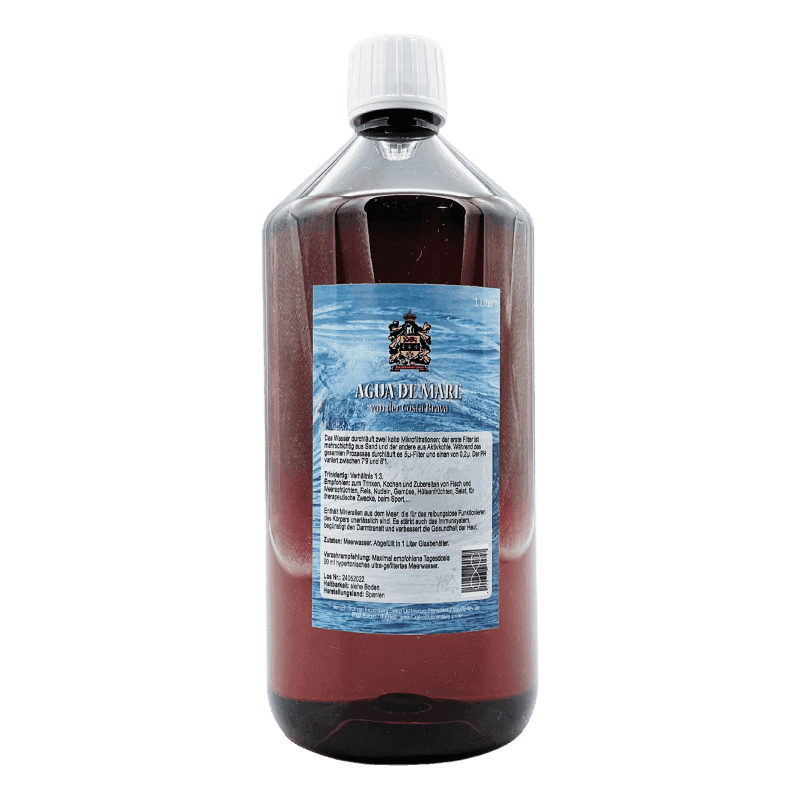 1 Liter
AGUA DE MARE
von der Costa Brava
Das Wasser durchläuft zwei kalte Mikrofiltrationen; der erste Filter ist
mehrschichtig aus Sand und der andere aus Aktivkohle. Während des
gesamten Prozesses durchläuft es 5µ-Filter und einen von 0,2µ. Der PH
variiert zwischen 7'9 und 8'1.
Trinkfertig: Verhältnis 1:3.
Empfohlen: zum Trinken, Kochen und Zubereiten von Fisch und
Meeresfrüchten, Reis, Nudeln, Gemüse, Hülsenfrüchten, Salat, für
therapeutische Zwecke, beim Sport,...
Enthält Mineralien aus dem Meer, die für das reibungslose Funktionieren
des Körpers unerlässlich sind. Es stärkt auch das Immunsystem,
begünstigt den Darmtransit und verbessert die Gesundheit der Haut.
Zutaten: Meerwasser. Abgefüllt in 1 Liter Glasbehälter.
Verzehrempfehlung: Maximal empfohlene Tagesdosis
90 ml hypertonisches ultra-gefiltertes Meerwasser.
Los Nr.: 24052022
Haltbarkeit: siehe Boden
Herstellungsland: Spanien